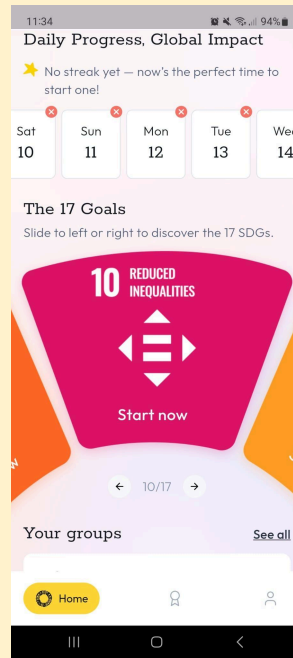 11:34
94%
Daily Progress, Global Impact
No streak yet — now's the perfect time to
start one!
Sat
Sun
Mon
Tue
Wed
10
11
12
13
14
The 17 Goals
Slide to left or right to discover the 17 SDGs.
10 REDUCED
INEQUALITIES
Start now
10/17
Your groups
See all
Home